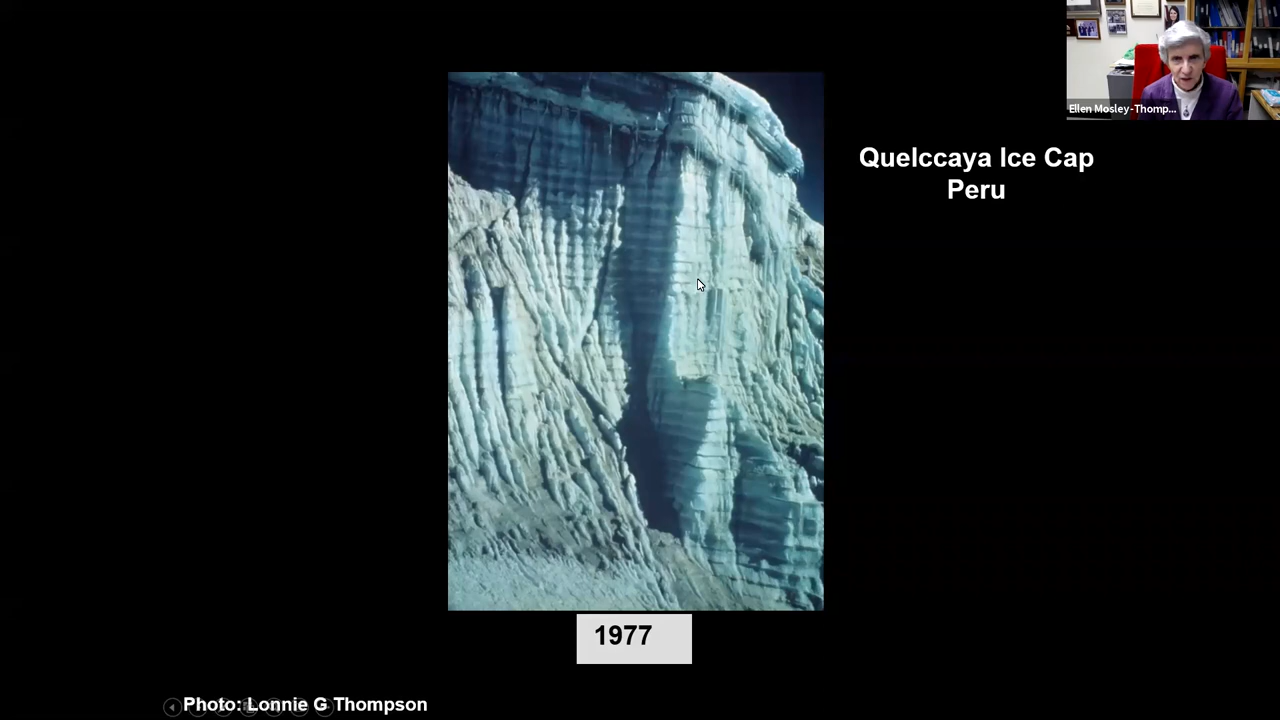 Ellen Mosley-Thomp...
Quelccaya Ice Cap
Peru
1977
Photo: Lonnie G Thompson